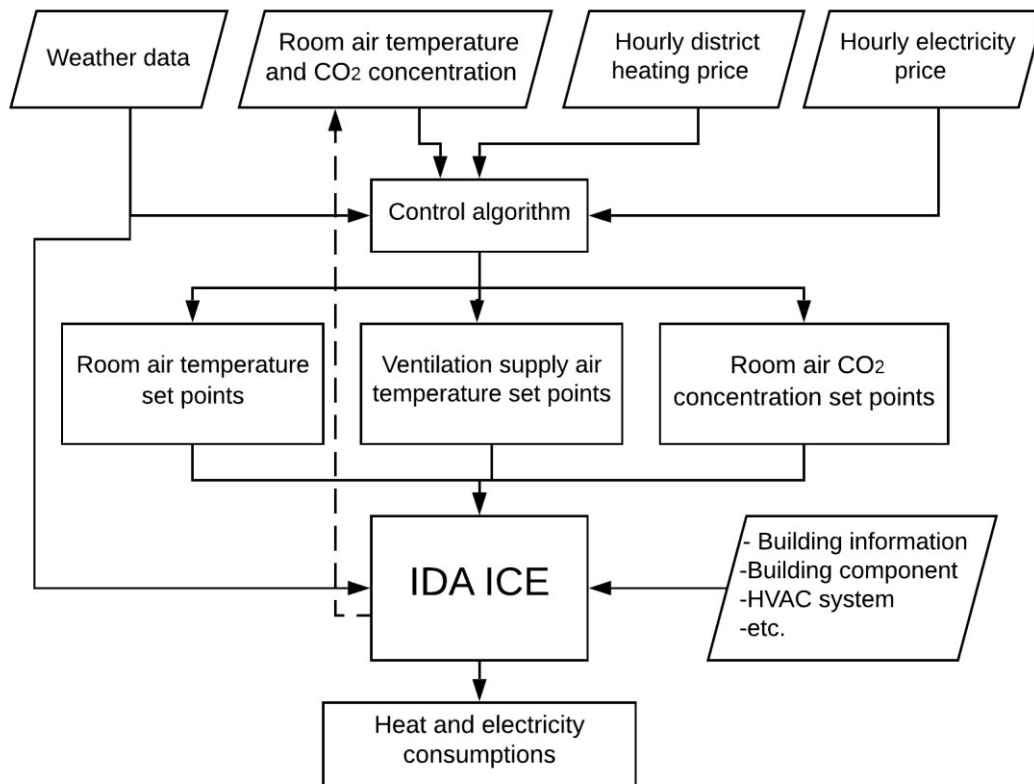 Weather data
Room air temperature
and CO2 concentration
Hourly district
heating price
Hourly electricity
price
Control algorithm
Room air temperature
set points
Ventilation supply air
temperature set points
Room air CO2
concentration set points
IDA ICE
- Building information
-Building component
-HVAC system
-etc.
Heat and electricity
consumptions